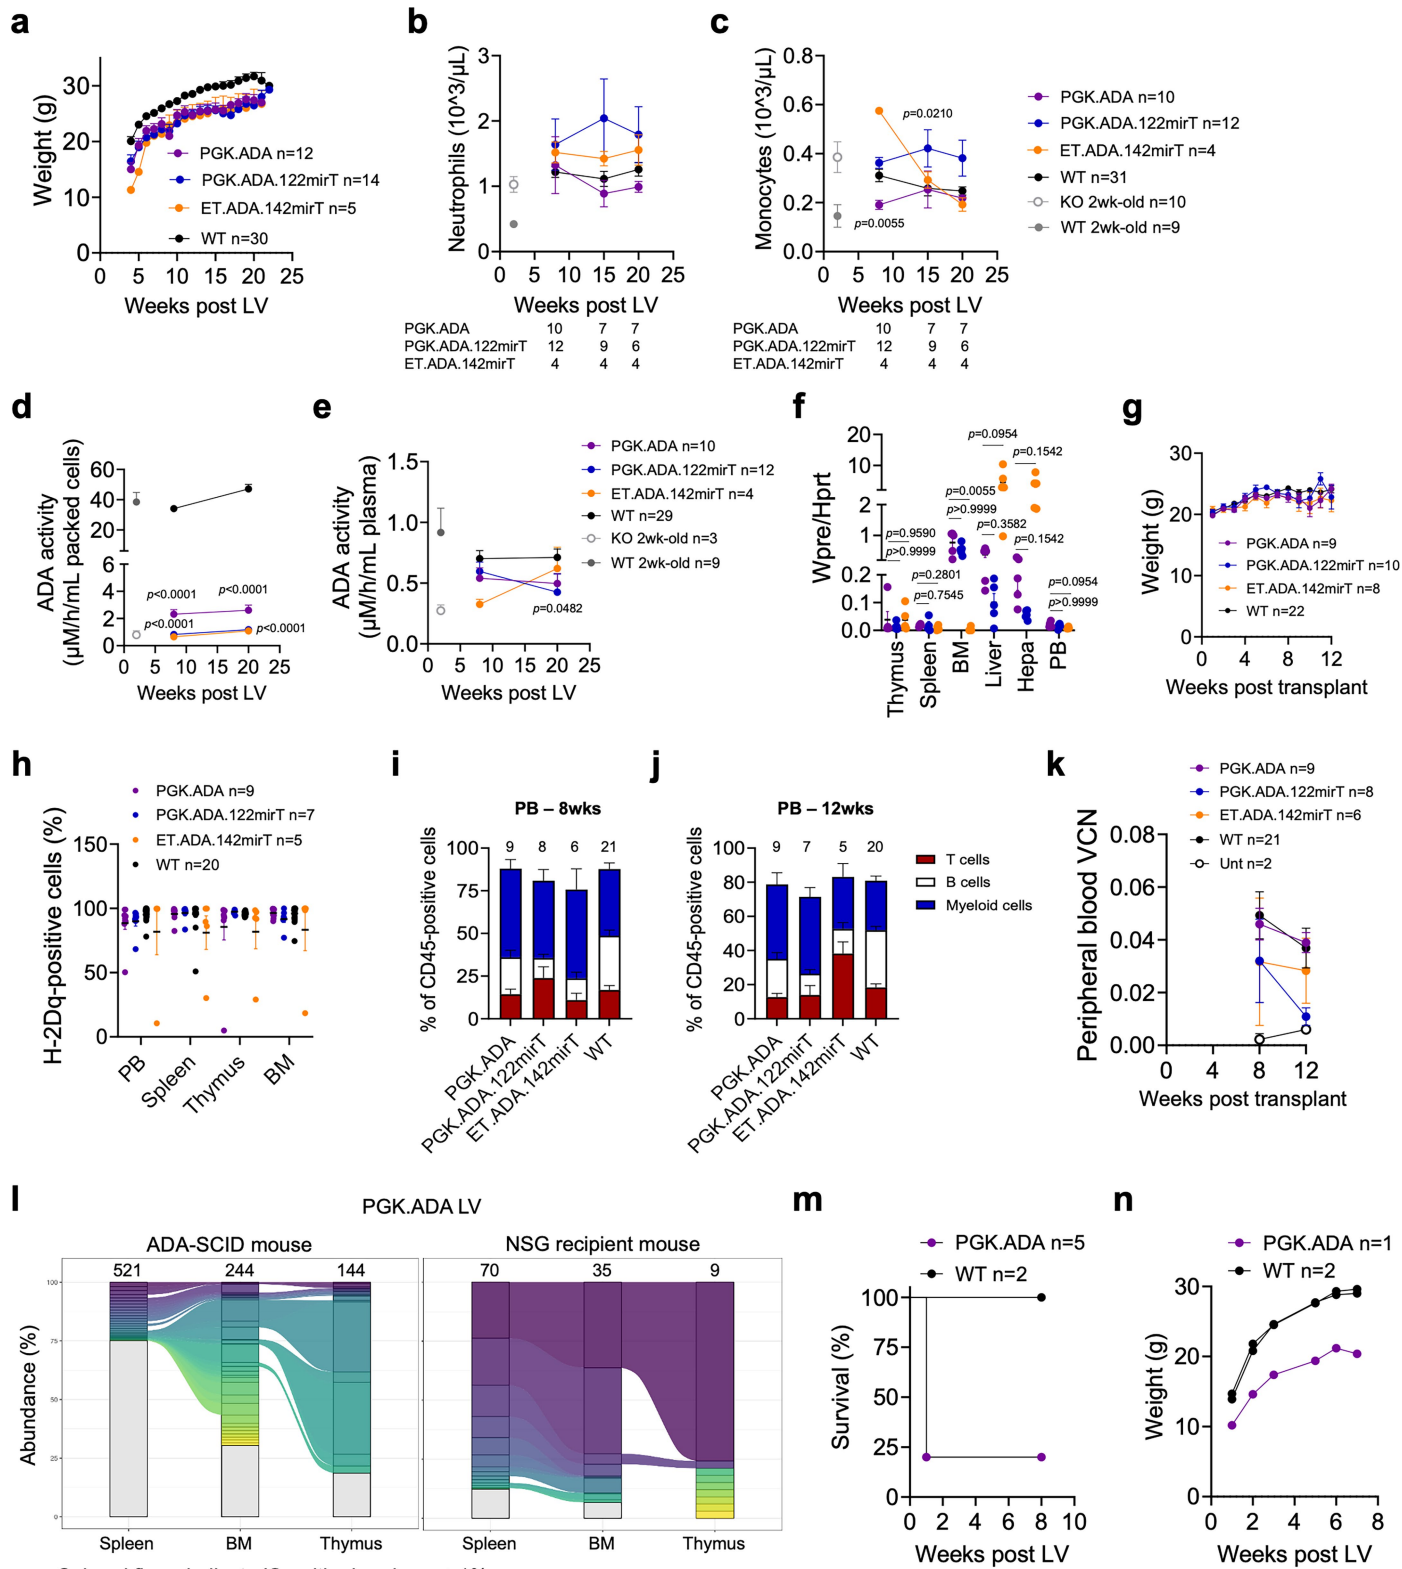 a
Weight (g)
30
20
10
0
PGK.ADA n=12
PGK.ADA.122mirT n=14
ET.ADA.142mirT n=5
WT n=30
0 5 10 15 20 25
Weeks post LV
b
Neutrophils (10^3/µL)
3
2
1
0
0 5 10 15 20 25
Weeks post LV
PGK.ADA 10 7 7
PGK.ADA.122mirT 12 9 6
ET.ADA.142mirT 4 4 4
c
Monocytes (10^3/µL)
0.8
0.6
0.4
0.2
0.0
p=0.0210
p=0.0055
0 5 10 15 20 25
Weeks post LV
PGK.ADA 10 7 7
PGK.ADA.122mirT 12 9 6
ET.ADA.142mirT 4 4 4
PGK.ADA n=10
PGK.ADA.122mirT n=12
ET.ADA.142mirT n=4
WT n=31
KO 2wk-old n=10
WT 2wk-old n=9
d
ADA activity
(µM/h/mL packed cells)
60
40
20
6
4
2
0
p<0.0001
p<0.0001
p<0.0001
p<0.0001
0 5 10 15 20 25
Weeks post LV
e
ADA activity
(µM/h/mL plasma)
1.5
1.0
0.5
0.0
p=0.0482
0 5 10 15 20 25
Weeks post LV
PGK.ADA n=10
PGK.ADA.122mirT n=12
ET.ADA.142mirT n=4
WT n=29
KO 2wk-old n=3
WT 2wk-old n=9
f
Wpre/Hprt
20
10
2
1
0.2
0.1
0.0
p=0.0954
p=0.1542
p=0.0055
p>0.9999
p=0.9590
p=0.3582
p>0.9999
p=0.1542
p=0.2801
p=0.0954
p=0.7545
p>0.9999
Thymus
Spleen
BM
Liver
Hepa
PB
g
Weight (g)
30
20
10
0
PGK.ADA n=9
PGK.ADA.122mirT n=10
ET.ADA.142mirT n=8
WT n=22
0 4 8 12
Weeks post transplant
h
H-2Dq-positive cells (%)
PGK.ADA n=9
PGK.ADA.122mirT n=7
ET.ADA.142mirT n=5
WT n=20
150
100
50
0
PB
Spleen
Thymus
BM
i
PB – 8wks
% of CD45-positive cells
100
75
50
25
0
9 8 6 21
PGK.ADA
PGK.ADA.122mirT
ET.ADA.142mirT
WT
j
PB – 12wks
% of CD45-positive cells
100
80
60
40
20
0
9 7 5 20
PGK.ADA
PGK.ADA.122mirT
ET.ADA.142mirT
WT
T cells
B cells
Myeloid cells
k
PGK.ADA n=9
PGK.ADA.122mirT n=8
ET.ADA.142mirT n=6
WT n=21
Unt n=2
Peripheral blood VCN
0.08
0.06
0.04
0.02
0.00
0 4 8 12
Weeks post transplant
l
PGK.ADA LV
ADA-SCID mouse
NSG recipient mouse
521 244 144
70 35 9
Abundance (%)
100
75
50
25
0
Spleen BM Thymus
Spleen BM Thymus
m
PGK.ADA n=5
WT n=2
Survival (%)
100
75
50
25
0
0 2 4 6 8 10
Weeks post LV
n
PGK.ADA n=1
WT n=2
Weight (g)
30
20
10
0
0 2 4 6 8
Weeks post LV